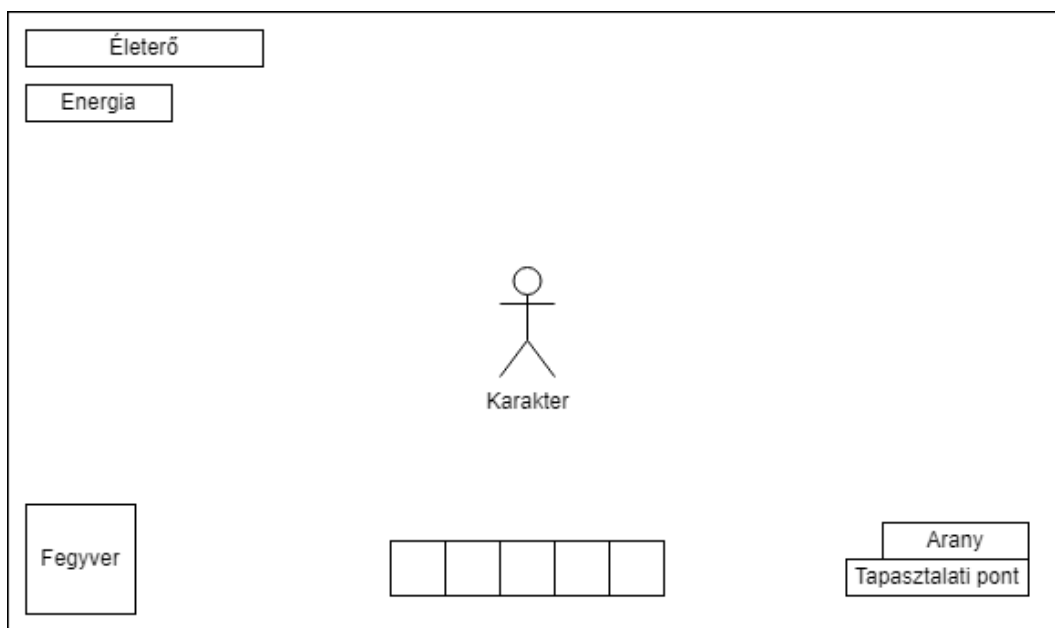 Életerő
Energia
Karakter
Fegyver
Arany
Tapasztalati pont